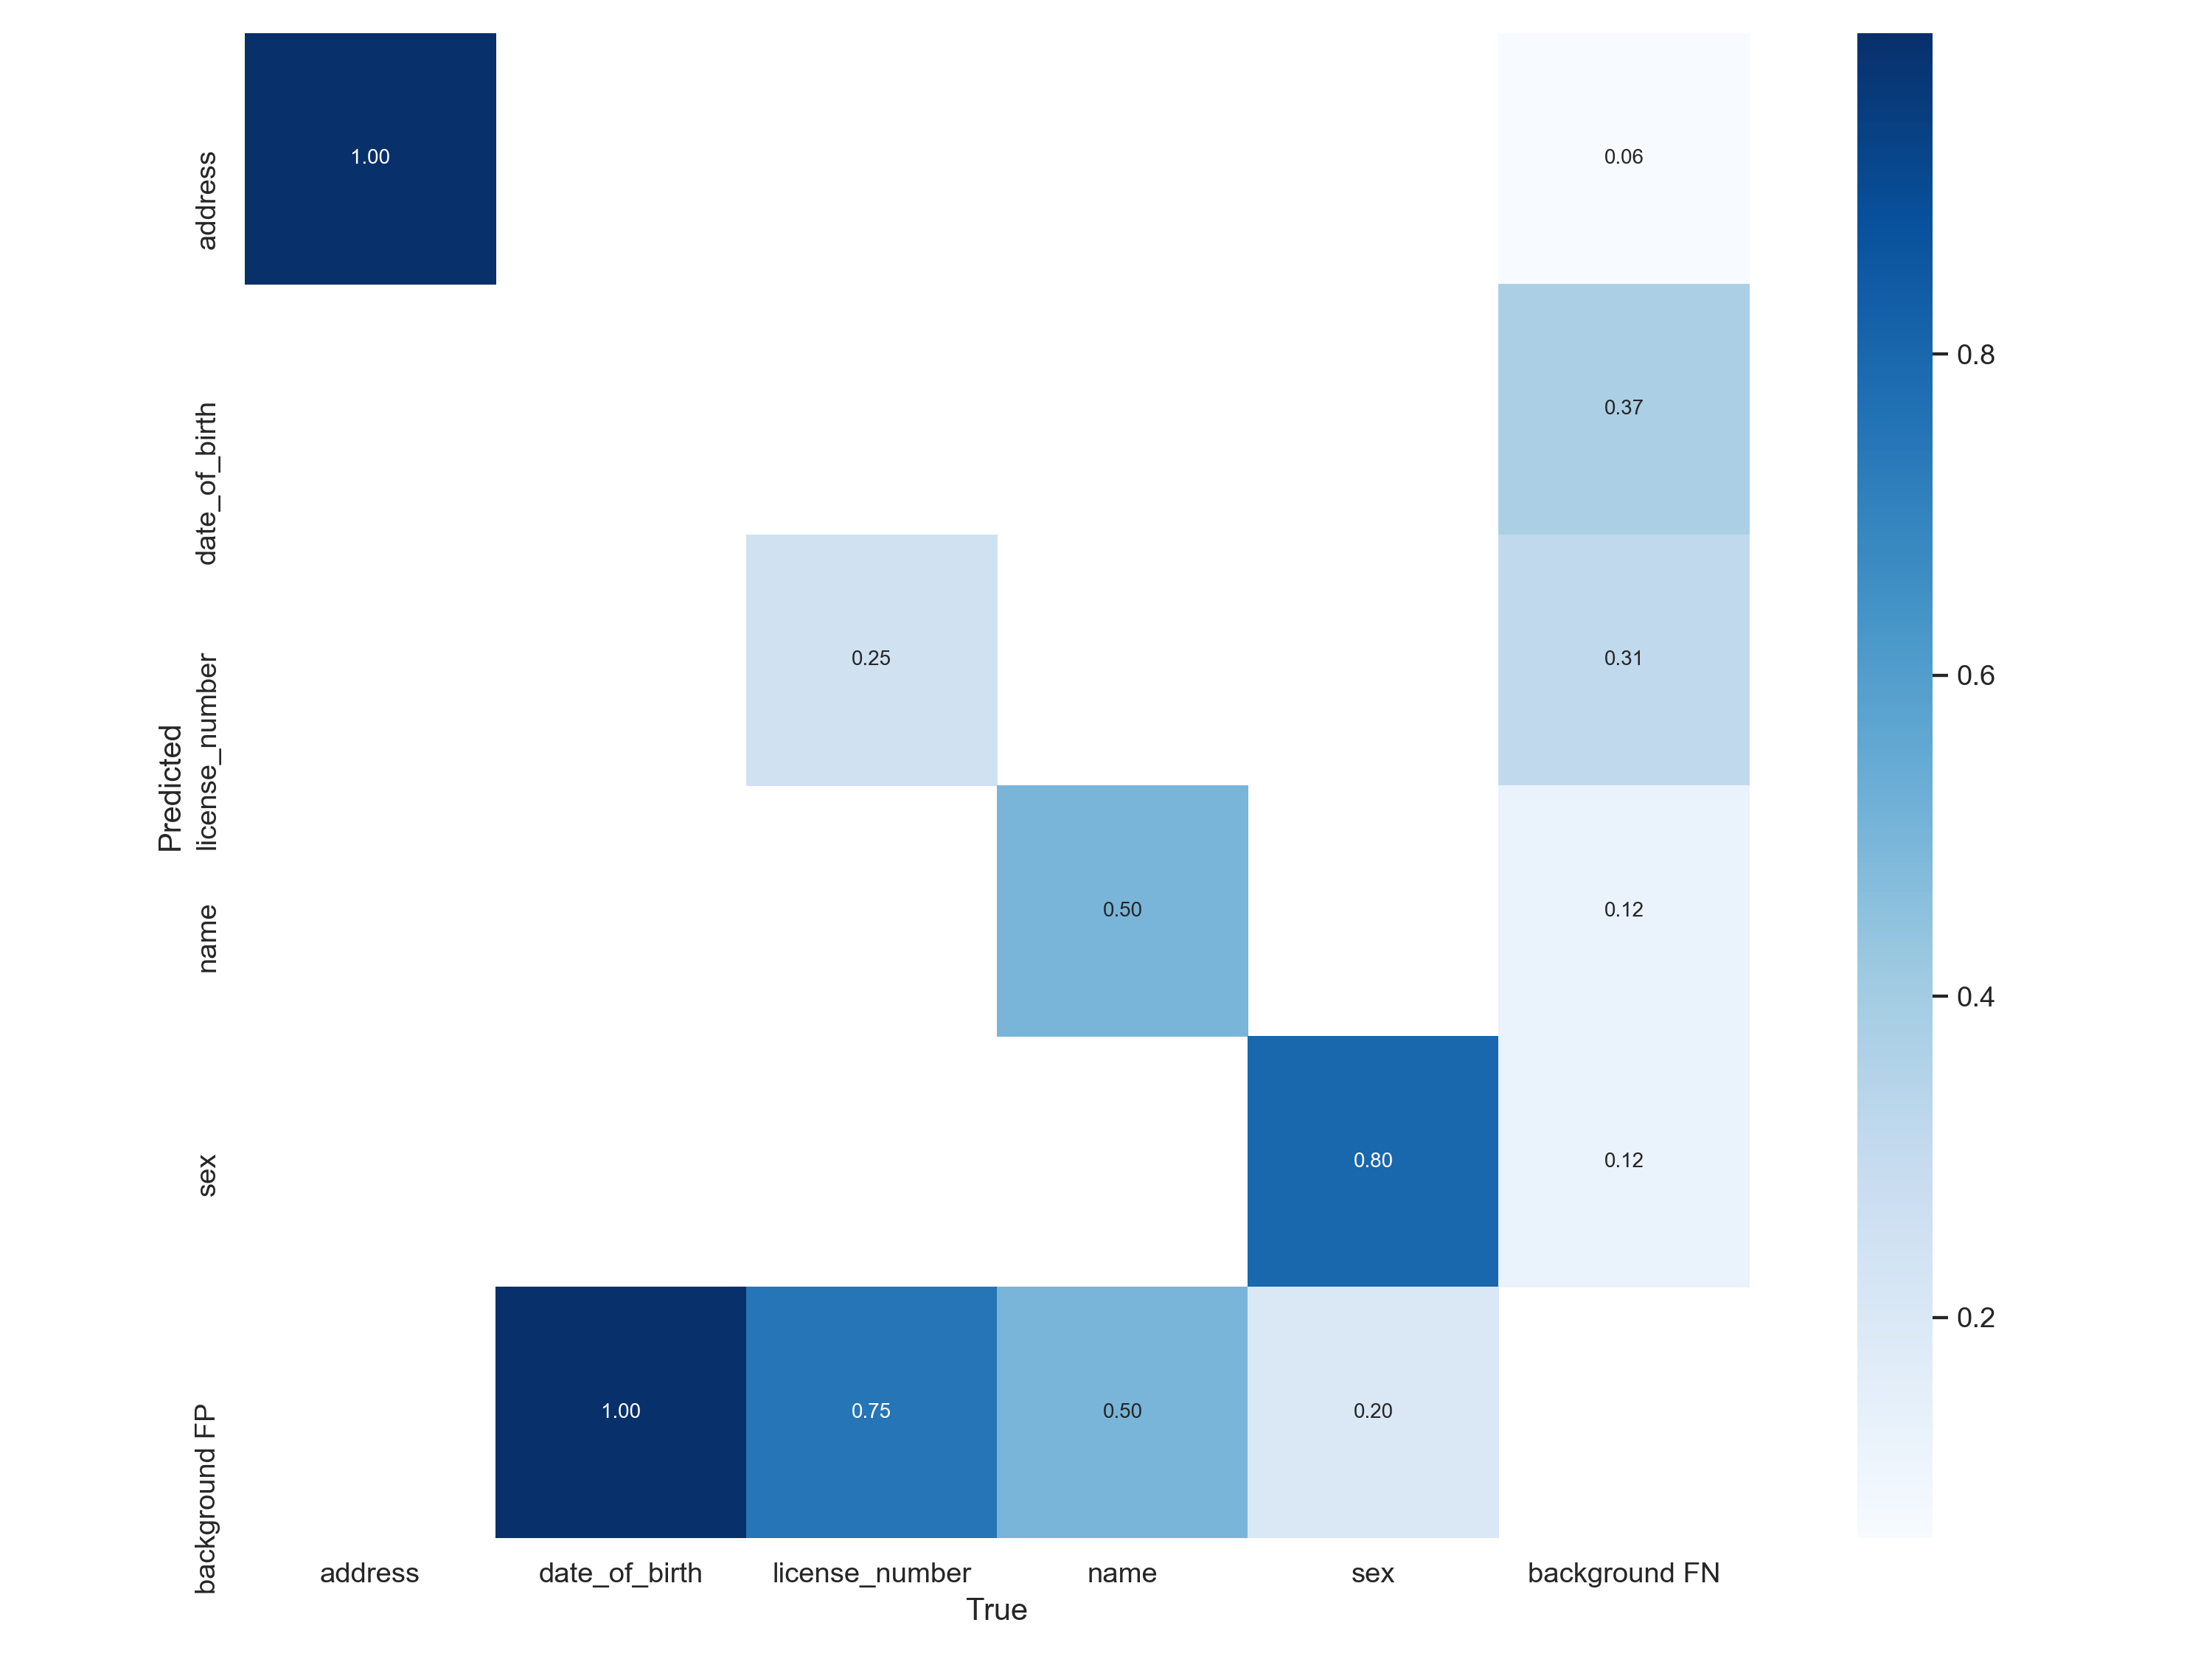 address
1.00
0.06
0.8
date_of_birth
0.37
0.6
Predicted
license_number
0.25
0.31
name
0.50
0.12
0.4
sex
0.80
0.12
0.2
background FP
1.00
0.75
0.50
0.20
address date_of_birth license_number name sex background FN
True